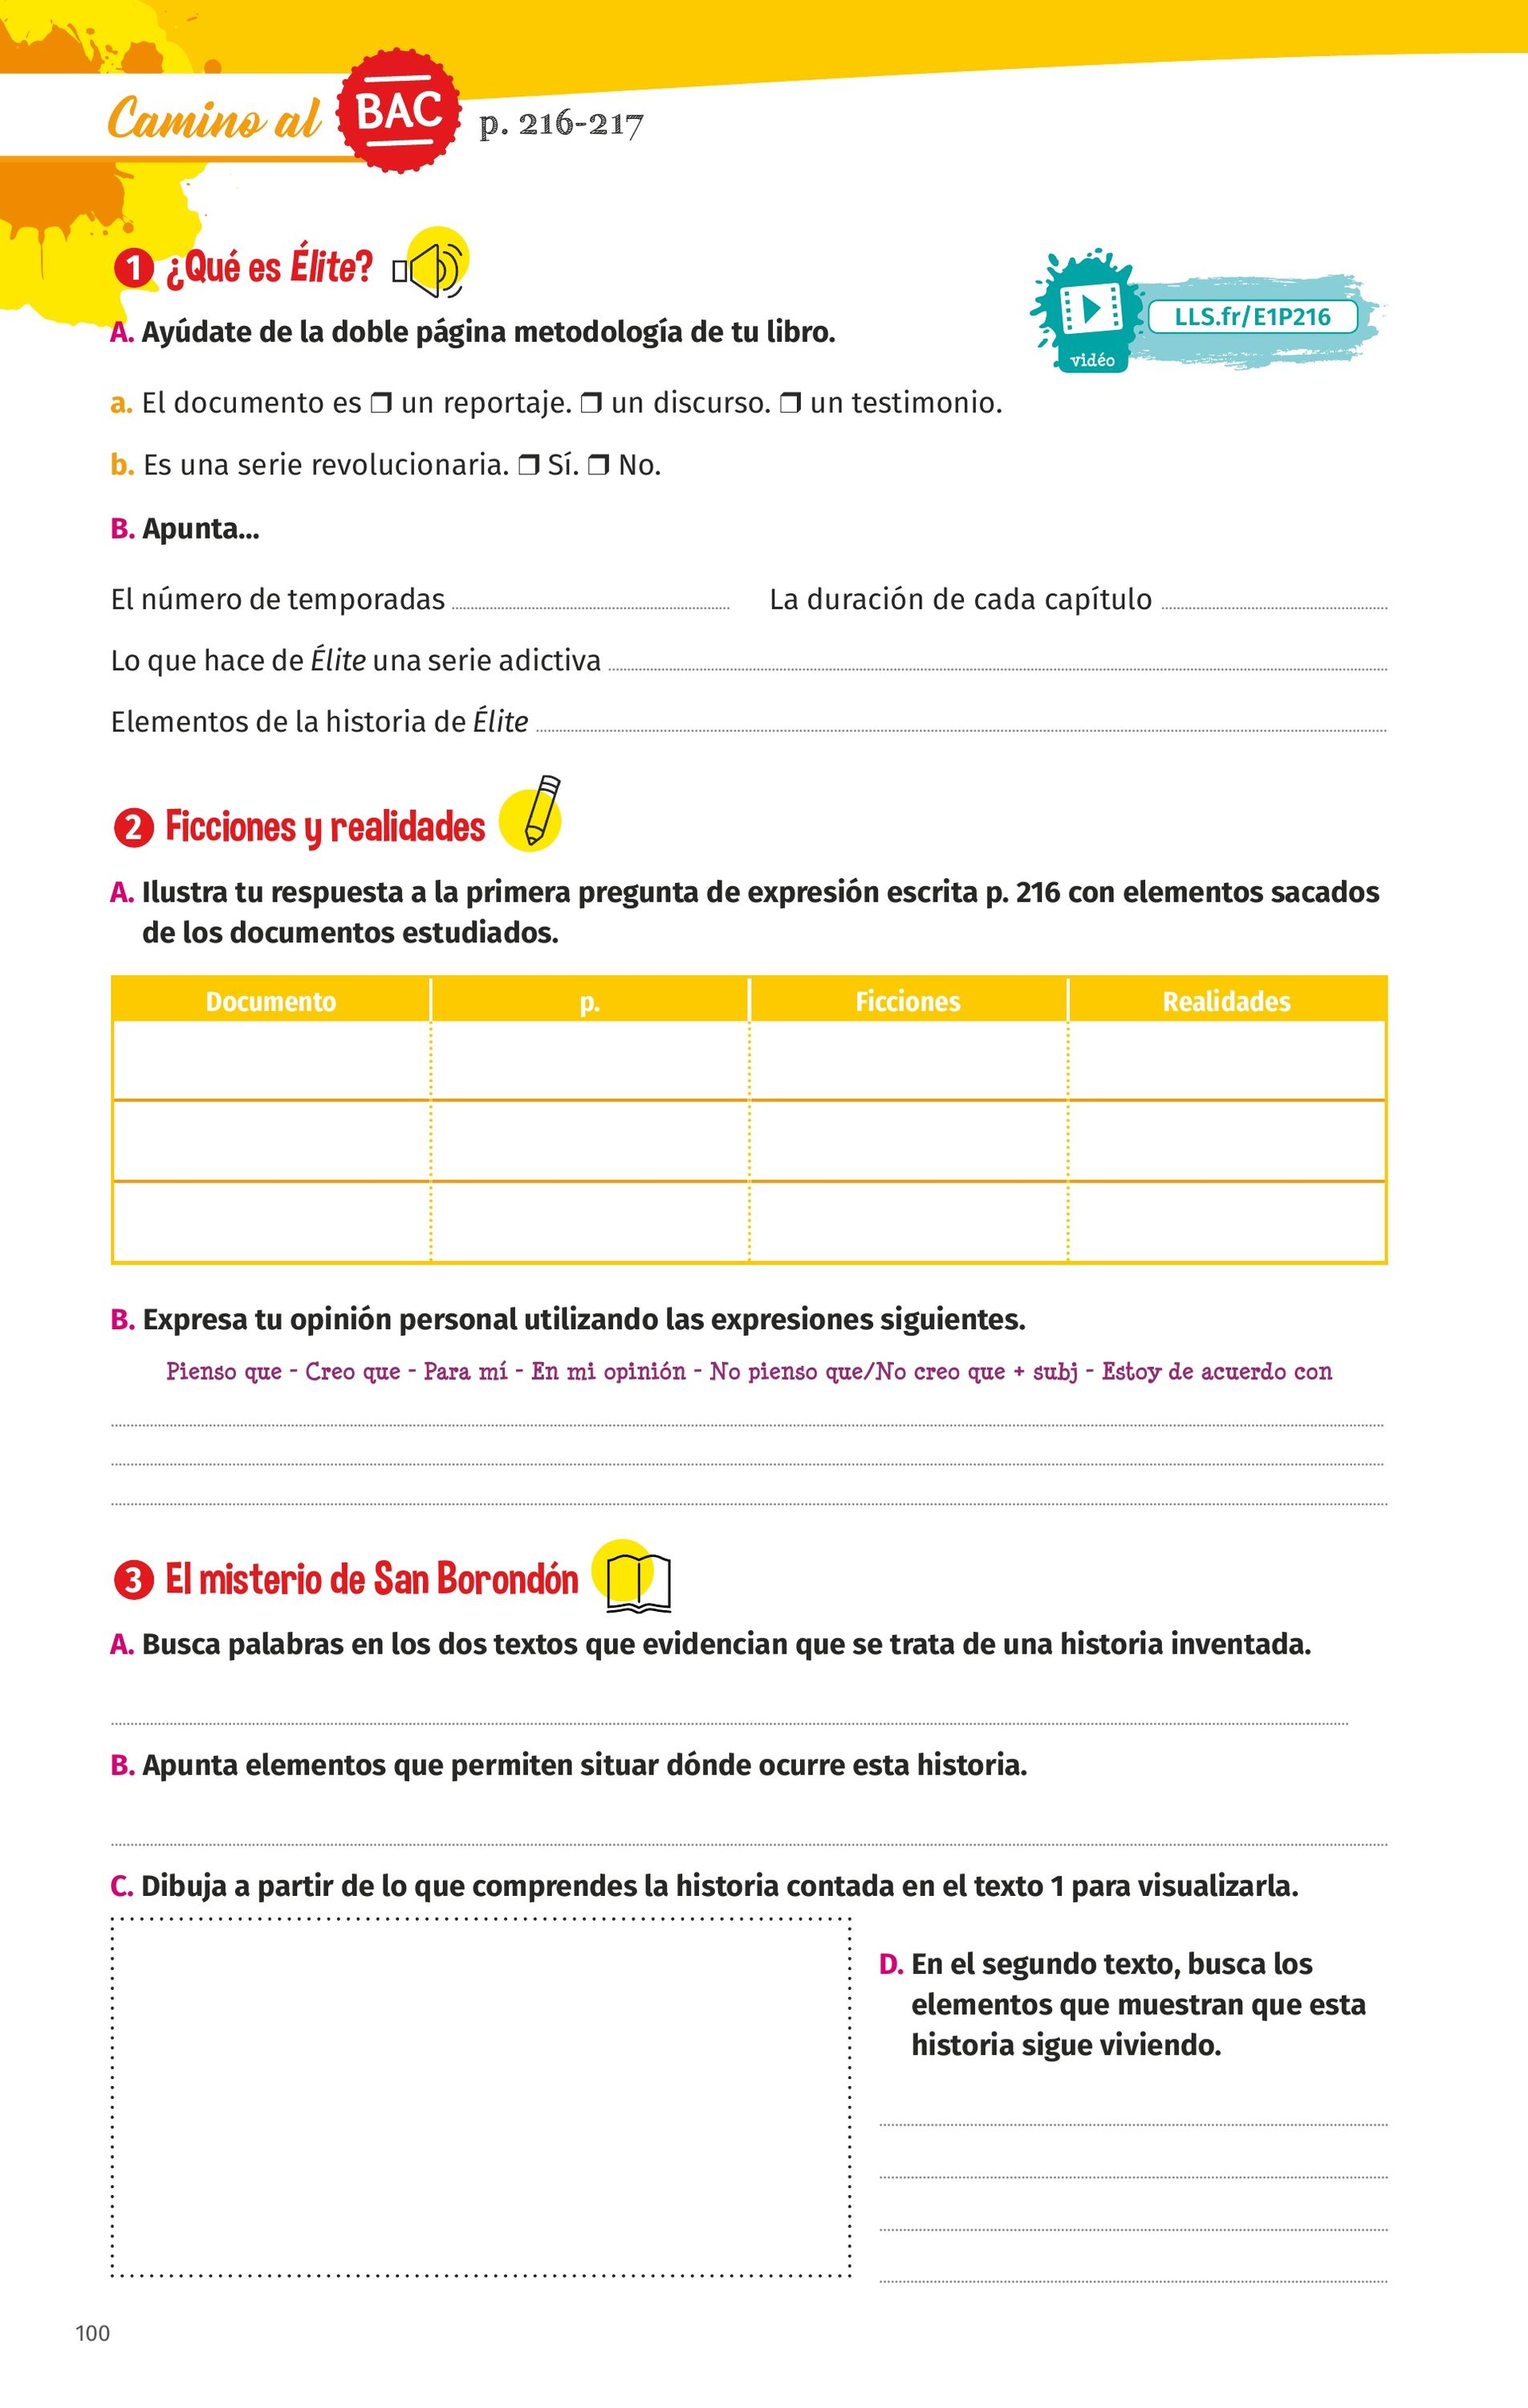 Camino al BAC p. 216-217
1 ¿Qué es Élite?
LLS.fr/E1P216
vidéo
A. Ayúdate de la doble página metodología de tu libro.
a. El documento es ❒ un reportaje. ❒ un discurso. ❒ un testimonio.
b. Es una serie revolucionaria. ❒ Sí. ❒ No.
B. Apunta...
El número de temporadas La duración de cada capítulo
Lo que hace de Élite una serie adictiva
Elementos de la historia de Élite
2 Ficciones y realidades
A. Ilustra tu respuesta a la primera pregunta de expresión escrita p. 216 con elementos sacados
de los documentos estudiados.
Documento p. Ficciones Realidades
B. Expresa tu opinión personal utilizando las expresiones siguientes.
Pienso que - Creo que - Para mí - En mi opinión - No pienso que/No creo que + subj - Estoy de acuerdo con
3 El misterio de San Borondón
A. Busca palabras en los dos textos que evidencian que se trata de una historia inventada.
B. Apunta elementos que permiten situar dónde ocurre esta historia.
C. Dibuja a partir de lo que comprendes la historia contada en el texto 1 para visualizarla.
D. En el segundo texto, busca los
elementos que muestran que esta
historia sigue viviendo.
100